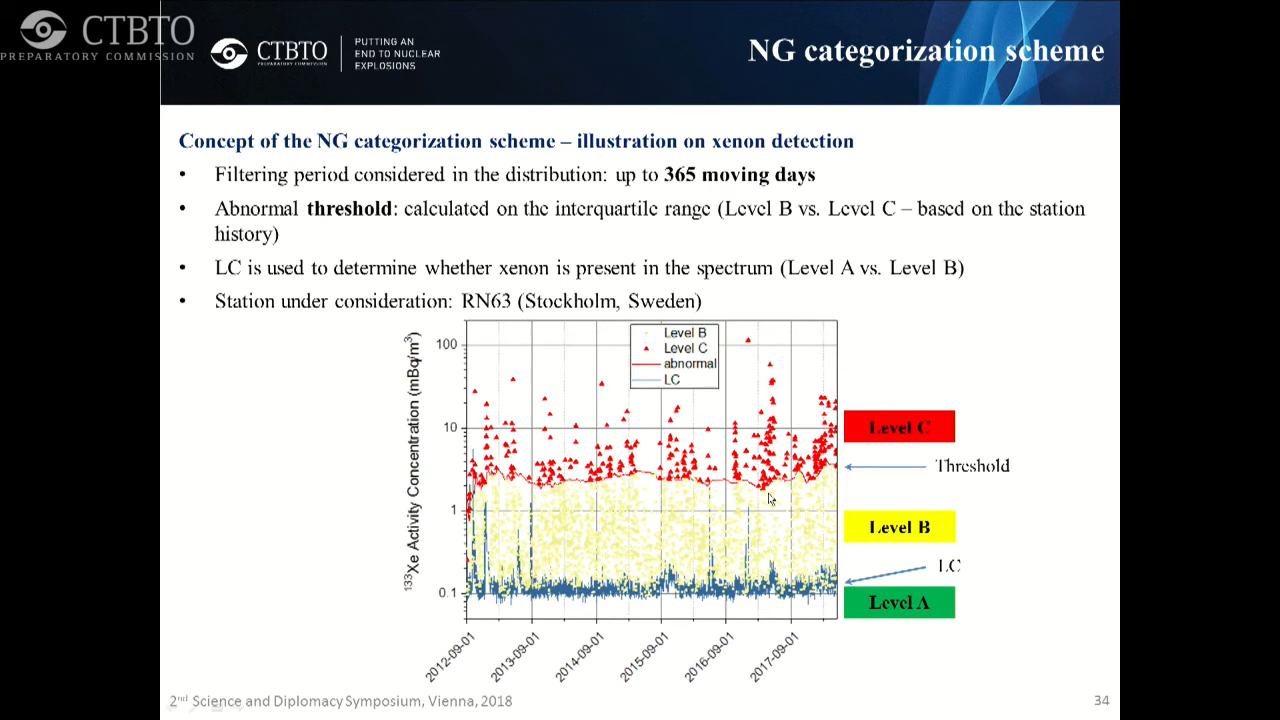 CTBTO
PREPARATORY COMMISSION
CTBTO
PREPARATORY COMMISSION
PUTTING AN
END TO NUCLEAR
EXPLOSIONS
NG categorization scheme
Concept of the NG categorization scheme – illustration on xenon detection
• Filtering period considered in the distribution: up to 365 moving days
• Abnormal threshold: calculated on the interquartile range (Level B vs. Level C – based on the station
history)
• LC is used to determine whether xenon is present in the spectrum (Level A vs. Level B)
• Station under consideration: RN63 (Stockholm, Sweden)
133Xe Activity Concentration (mBq/m3)
100
10
1
0.1
Level B
Level C
abnormal
LC
2012-09-01
2013-09-01
2014-09-01
2015-09-01
2016-09-01
2017-09-01
Level C
Threshold
Level B
LC
Level A
2nd Science and Diplomacy Symposium, Vienna, 2018
34